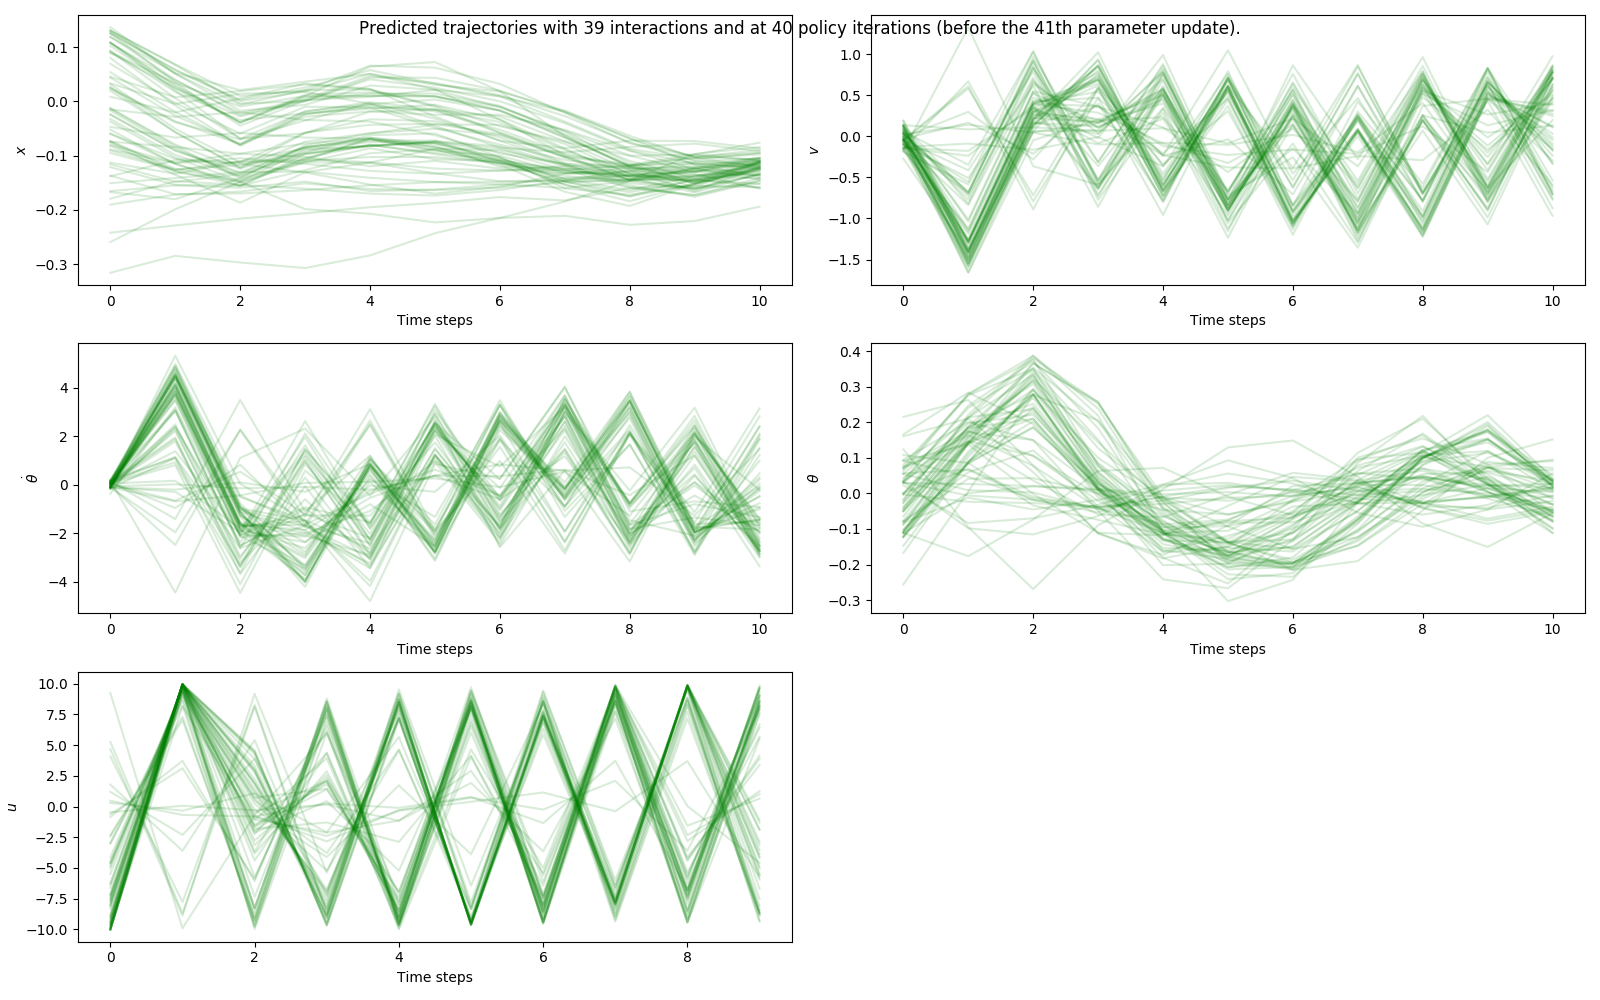 Predicted trajectories with 39 interactions and at 40 policy iterations (before the 41th parameter update).
0.1
0.0
−0.1
−0.2
−0.3
x
0 2 4 6 8 10
Time steps
1.0
0.5
0.0
−0.5
−1.0
−1.5
v
0 2 4 6 8 10
Time steps
4
2
0
−2
−4
θ̇
0 2 4 6 8 10
Time steps
0.4
0.3
0.2
0.1
0.0
−0.1
−0.2
−0.3
θ
0 2 4 6 8 10
Time steps
10.0
7.5
5.0
2.5
0.0
−2.5
−5.0
−7.5
−10.0
u
0 2 4 6 8
Time steps